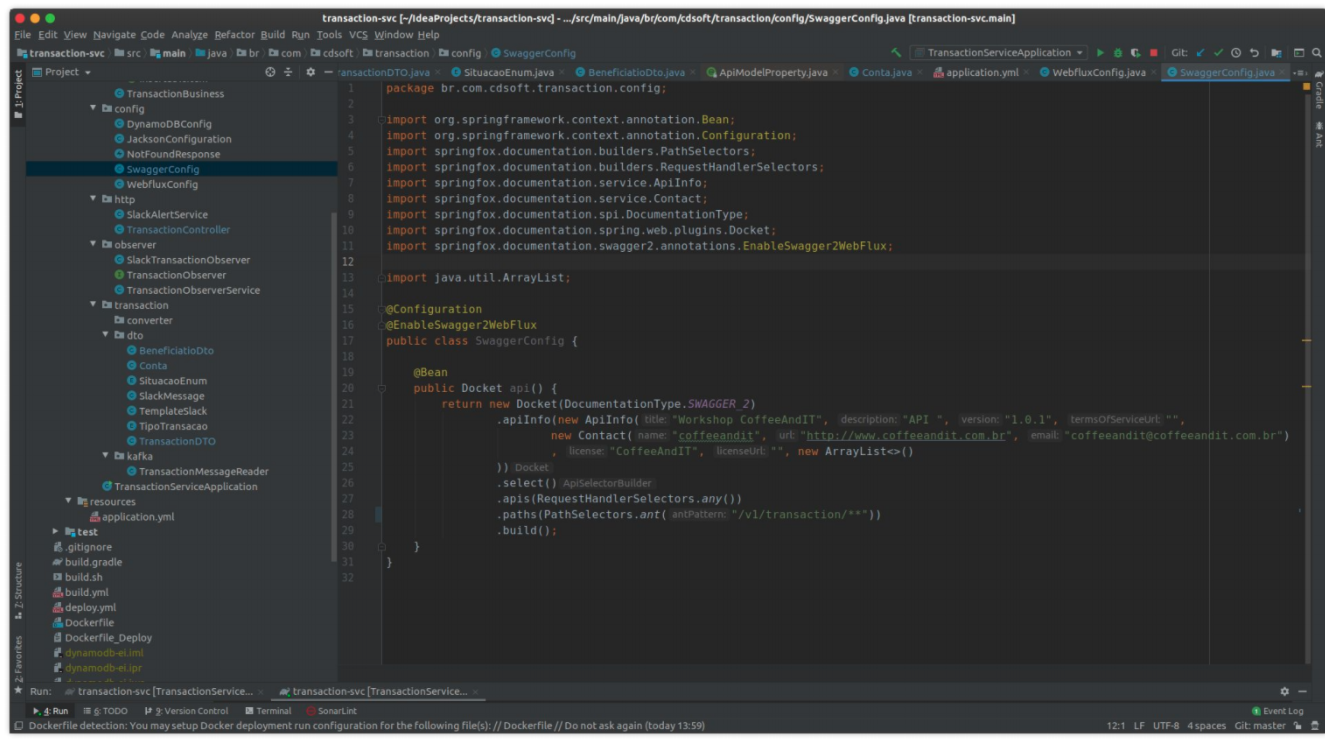 transaction-svc [~/IdeaProjects/transaction-svc] - .../src/main/java/br/com/cdsoft/transaction/config/SwaggerConfig.java [transaction-svc.main]
File Edit View Navigate Code Analyze Refactor Build Run Tools VCS Window Help
transaction-svc src main java br com cdsoft transaction config SwaggerConfig TransactionServiceApplication Git:
Project ansactionDTO.java SituacaoEnum.java BeneficiatioDto.java ApiModelProperty.java Conta.java application.yml WebfluxConfig.java SwaggerConfig.java
1: Project
Gradle
Ant
TransactionBusiness
config
DynamoDBConfig
JacksonConfiguration
NotFoundResponse
SwaggerConfig
WebfluxConfig
http
SlackAlertService
TransactionController
observer
SlackTransactionObserver
TransactionObserver
TransactionObserverService
transaction
converter
dto
BeneficiatioDto
Conta
SituacaoEnum
SlackMessage
TemplateSlack
TipoTransacao
TransactionDTO
kafka
TransactionMessageReader
TransactionServiceApplication
resources
application.yml
test
.gitignore
build.gradle
build.sh
build.yml
deploy.yml
Dockerfile
Dockerfile_Deploy
dynamodb-ei.iml
dynamodb-ei.ipr
Z: Structure
2: Favorites
1 package br.com.cdsoft.transaction.config;
2
3 import org.springframework.context.annotation.Bean;
4 import org.springframework.context.annotation.Configuration;
5 import springfox.documentation.builders.PathSelectors;
6 import springfox.documentation.builders.RequestHandlerSelectors;
7 import springfox.documentation.service.ApiInfo;
8 import springfox.documentation.service.Contact;
9 import springfox.documentation.spi.DocumentationType;
10 import springfox.documentation.spring.web.plugins.Docket;
11 import springfox.documentation.swagger2.annotations.EnableSwagger2WebFlux;
12
13 import java.util.ArrayList;
14
15 @Configuration
16 @EnableSwagger2WebFlux
17 public class SwaggerConfig {
18
19 @Bean
20 public Docket api() {
21 return new Docket(DocumentationType.SWAGGER_2)
22 .apiInfo(new ApiInfo( title: "Workshop CoffeeAndIT", description: "API ", version: "1.0.1", termsOfServiceUrl: "",
23 new Contact( name: "coffeeandit", url: "http://www.coffeeandit.com.br", email: "coffeeandit@coffeeandit.com.br")
24 , license: "CoffeeAndIT", licenseUrl: "", new ArrayList<>()
25 )) Docket
26 .select() ApiSelectorBuilder
27 .apis(RequestHandlerSelectors.any())
28 .paths(PathSelectors.ant( antPattern: "/v1/transaction/**"))
29 .build();
30 }
31 }
32
Run: transaction-svc [TransactionService... transaction-svc [TransactionService...
4: Run 6: TODO 9: Version Control Terminal SonarLint 1 Event Log
Dockerfile detection: You may setup Docker deployment run configuration for the following file(s): // Dockerfile // Do not ask again (today 13:59) 12:1 LF UTF-8 4 spaces Git: master